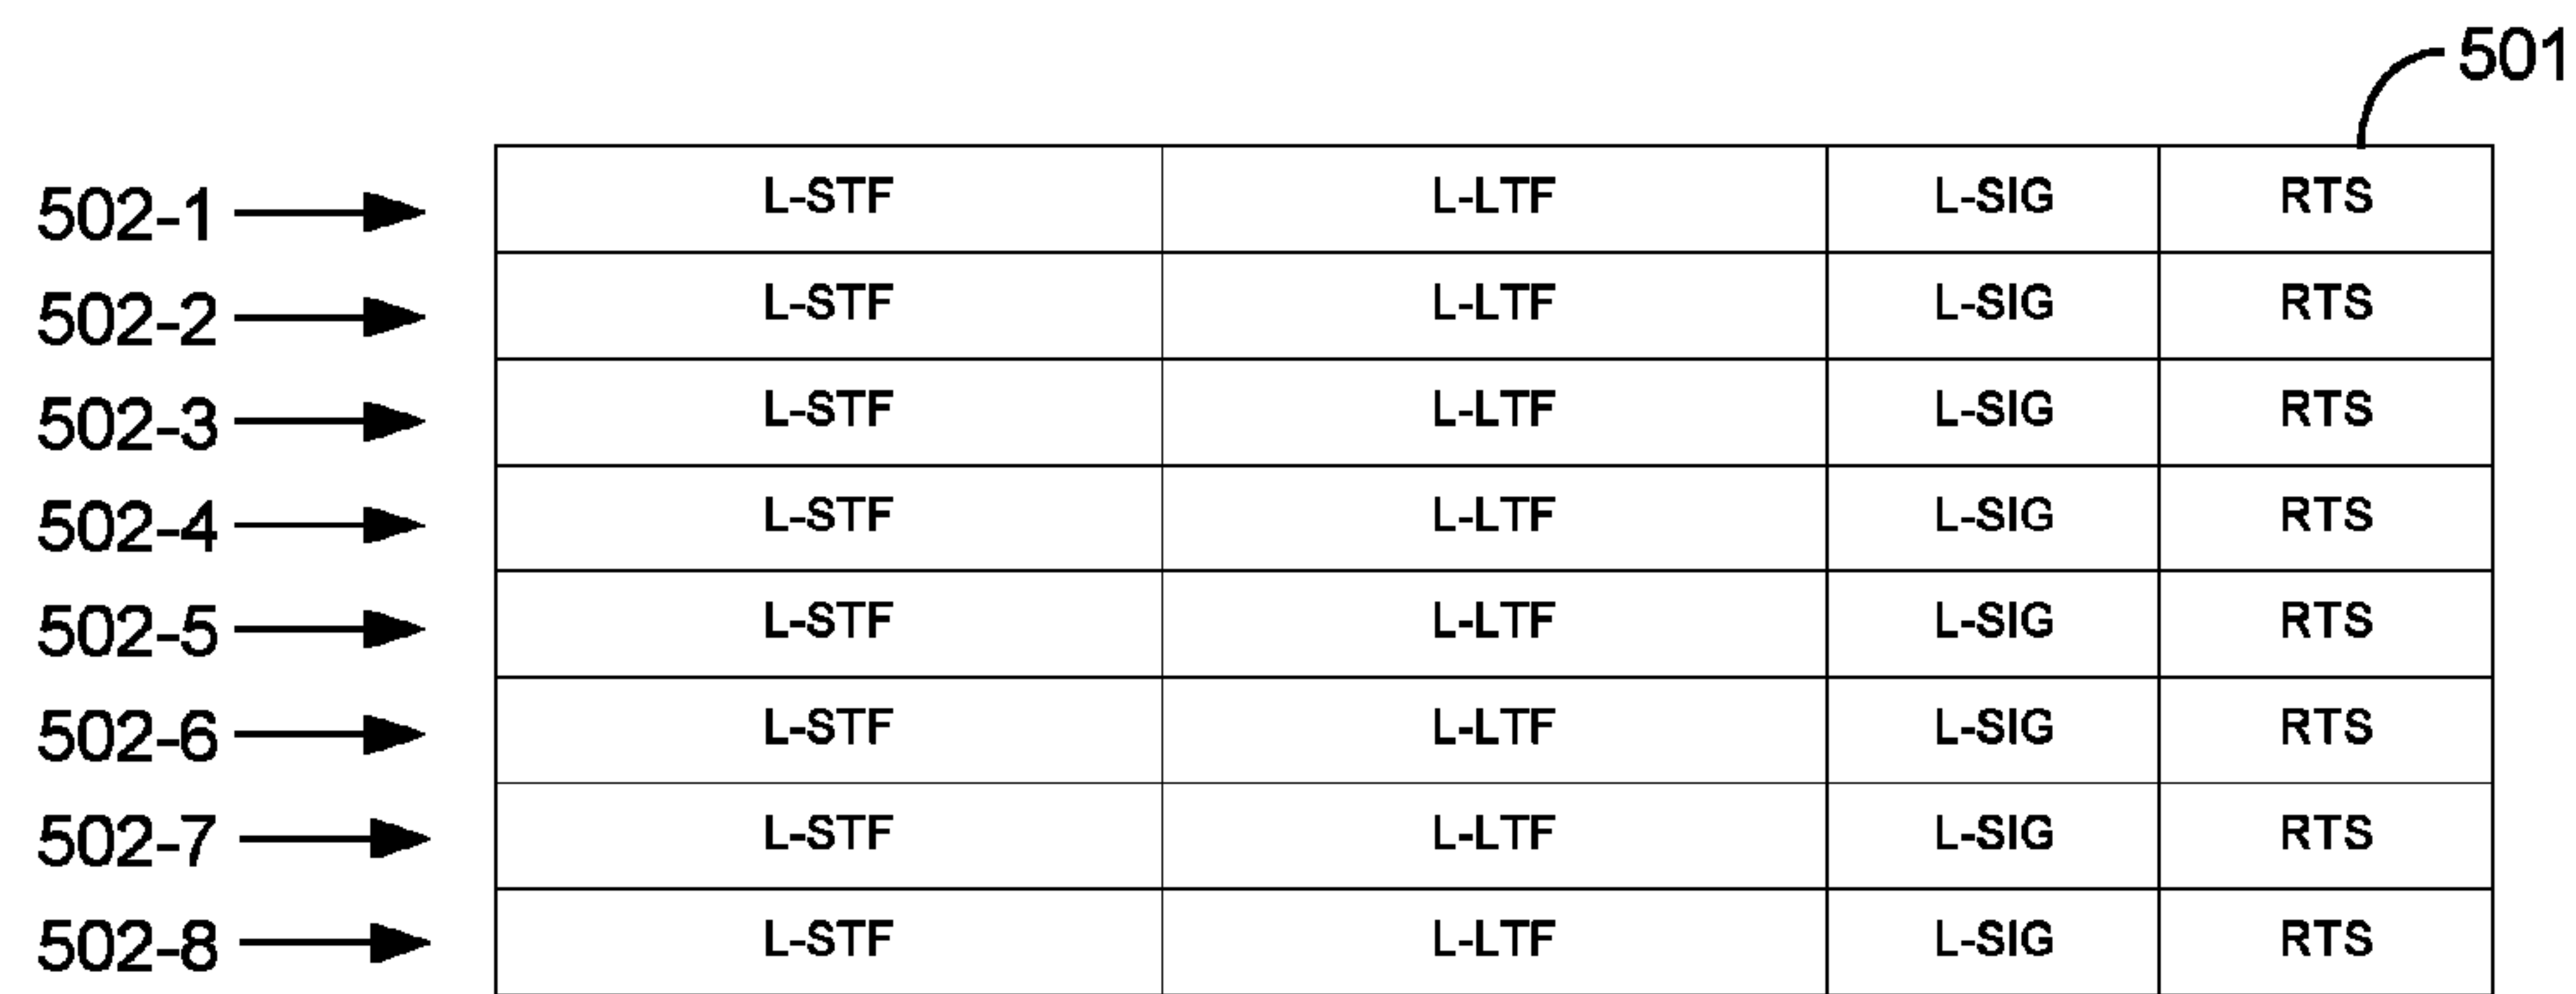 501
502-1 L-STF L-LTF L-SIG RTS
502-2 L-STF L-LTF L-SIG RTS
502-3 L-STF L-LTF L-SIG RTS
502-4 L-STF L-LTF L-SIG RTS
502-5 L-STF L-LTF L-SIG RTS
502-6 L-STF L-LTF L-SIG RTS
502-7 L-STF L-LTF L-SIG RTS
502-8 L-STF L-LTF L-SIG RTS